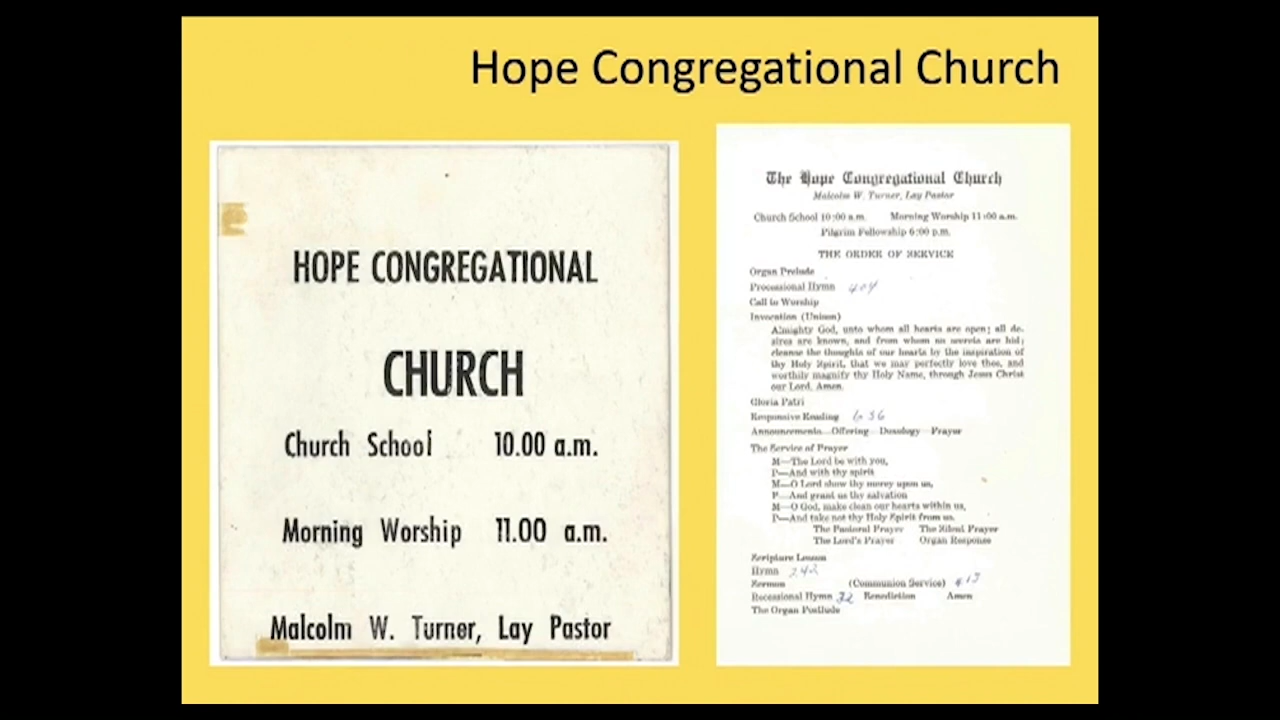 Hope Congregational Church
HOPE CONGREGATIONAL
CHURCH
Church School 10.00 a.m.
Morning Worship 11.00 a.m.
Malcolm W. Turner, Lay Pastor
The Hope Congregational Church
Malcolm W. Turner, Lay Pastor
Church School 10:00 a.m. Morning Worship 11:00 a.m.
Pilgrim Fellowship 6:00 p.m.
THE ORDER OF SERVICE
Organ Prelude
Processional Hymn 404
Call to Worship
Invocation (Unison)
Almighty God, unto whom all hearts are open; all de-
sires are known, and from whom no secrets are hid;
cleanse the thoughts of our hearts by the inspiration of
thy Holy Spirit, that we may perfectly love thee, and
worthily magnify thy Holy Name, through Jesus Christ
our Lord, Amen.
Gloria Patri
Responsive Reading 656
Announcements Offering Doxology Prayer
The Service of Prayer
M—The Lord be with you,
P—And with thy spirit
M—O Lord show thy mercy upon us,
P—And grant us thy salvation
M—O God, make clean our hearts within us,
P—And take not thy Holy Spirit from us.
The Pastoral Prayer The Silent Prayer
The Lord's Prayer Organ Response
Scripture Lesson
Hymn 242
Sermon (Communion Service) 413
Recessional Hymn 32 Benediction Amen
The Organ Postlude